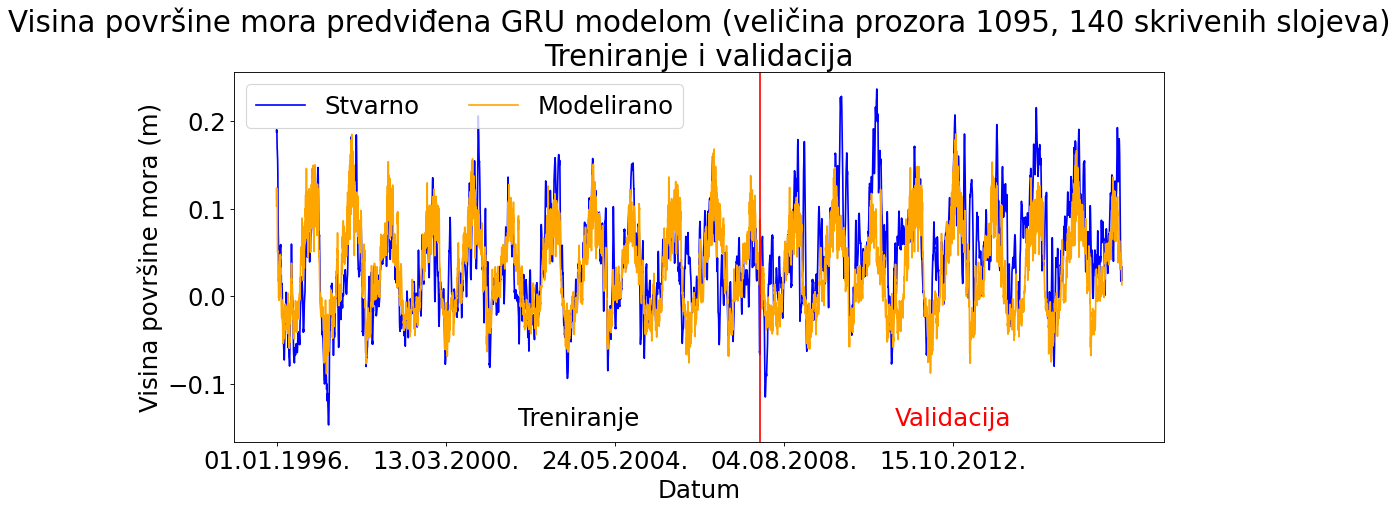 Visina površine mora predviđena GRU modelom (veličina prozora 1095, 140 skrivenih slojeva)
Treniranje i validacija
Stvarno
Modelirano
Visina površine mora (m)
0.2
0.1
0.0
−0.1
Treniranje
Validacija
01.01.1996.
13.03.2000.
24.05.2004.
04.08.2008.
15.10.2012.
Datum